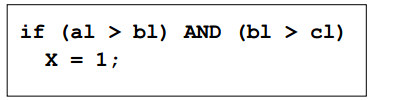 if (al > bl) AND (bl > cl)
X = 1;